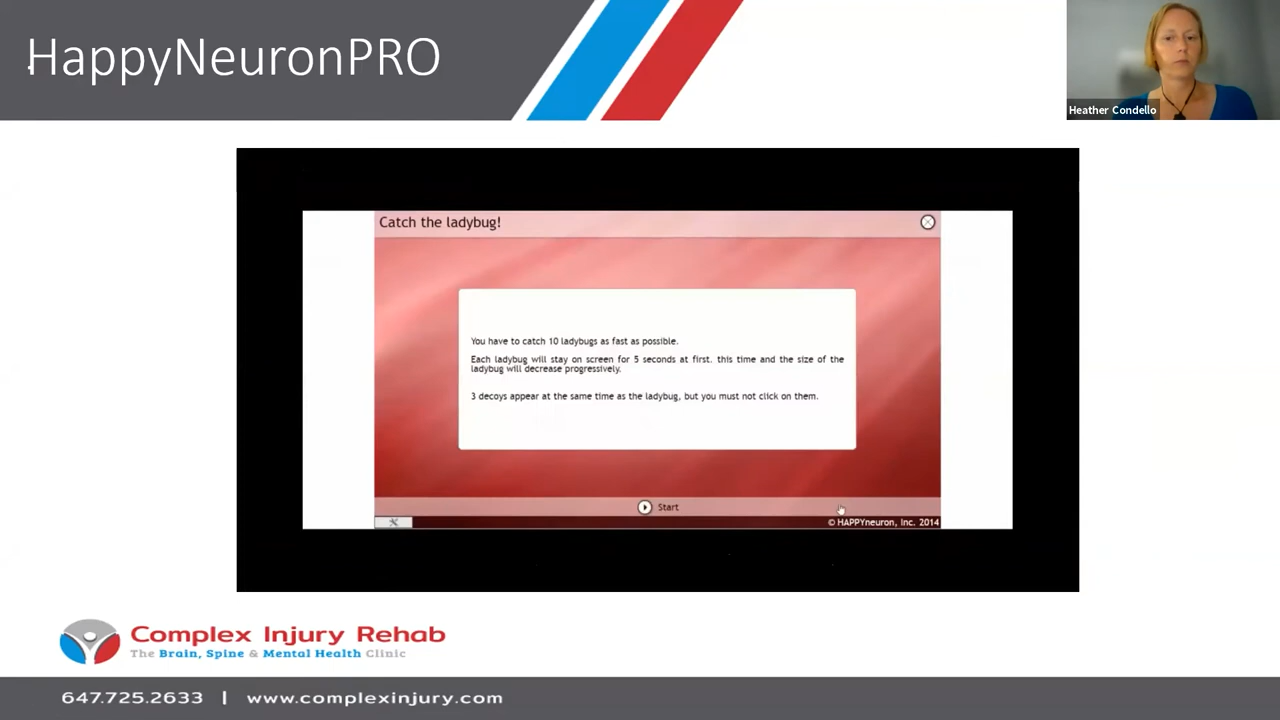 HappyNeuronPRO
Heather Condello
Catch the ladybug!
You have to catch 10 ladybugs as fast as possible.
Each ladybug will stay on screen for 5 seconds at first. this time and the size of the
ladybug will decrease progressively.
3 decoys appear at the same time as the ladybug, but you must not click on them.
Start
© HAPPYneuron, Inc. 2014
Complex Injury Rehab
The Brain, Spine & Mental Health Clinic
647.725.2633 | www.complexinjury.com